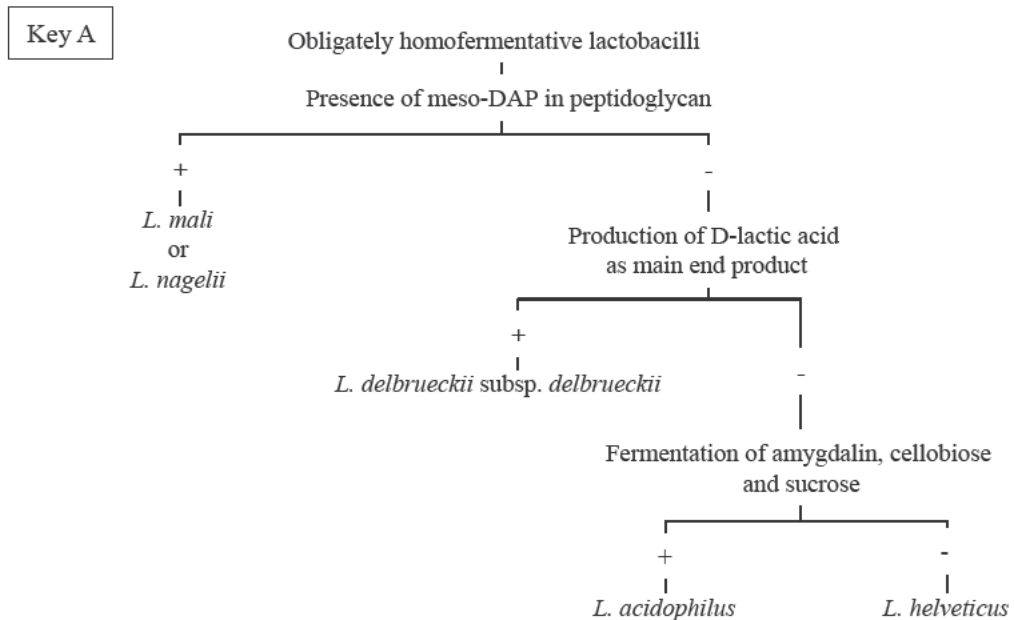 Key A
Obligately homofermentative lactobacilli
Presence of meso-DAP in peptidoglycan
+
-
L. mali
or
L. nagelii
Production of D-lactic acid
as main end product
+
-
L. delbrueckii subsp. delbrueckii
Fermentation of amygdalin, cellobiose
and sucrose
+
-
L. acidophilus
L. helveticus